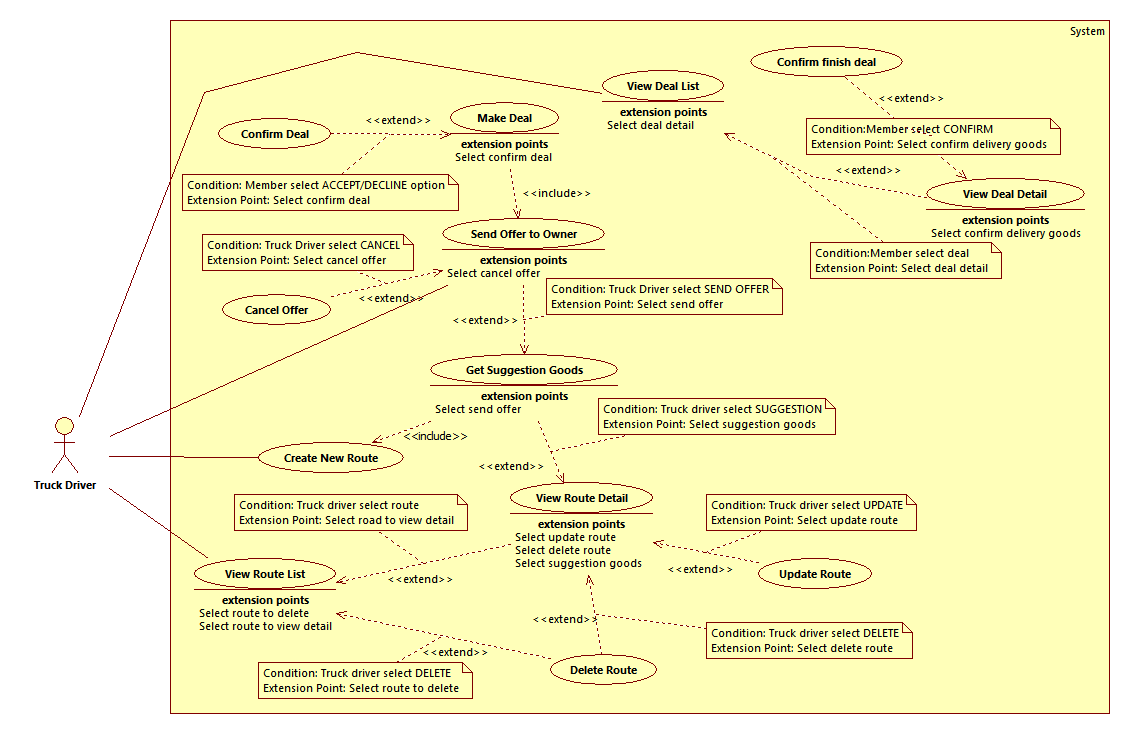 System
Confirm finish deal
View Deal List
<<extend>>
extension points
Select deal detail
Make Deal
<<extend>>
Confirm Deal
extension points
Select confirm deal
Condition:Member select CONFIRM
Extension Point: Select confirm delivery goods
<<extend>>
Condition: Member select ACCEPT/DECLINE option
Extension Point: Select confirm deal
<<include>>
View Deal Detail
extension points
Select confirm delivery goods
Send Offer to Owner
extension points
Select cancel offer
Condition: Truck Driver select CANCEL
Extension Point: Select cancel offer
Condition:Member select deal
Extension Point: Select deal detail
<<extend>>
Cancel Offer
Condition: Truck Driver select SEND OFFER
Extension Point: Select send offer
<<extend>>
Get Suggestion Goods
extension points
Select send offer
Condition: Truck driver select SUGGESTION
Extension Point: Select suggestion goods
<<include>>
Create New Route
<<extend>>
Truck Driver
View Route Detail
extension points
Select update route
Select delete route
Select suggestion goods
Condition: Truck driver select route
Extension Point: Select road to view detail
Condition: Truck driver select UPDATE
Extension Point: Select update route
<<extend>>
Update Route
<<extend>>
View Route List
extension points
Select route to delete
Select route to view detail
<<extend>>
Condition: Truck driver select DELETE
Extension Point: Select delete route
<<extend>>
Delete Route
Condition: Truck driver select DELETE
Extension Point: Select route to delete